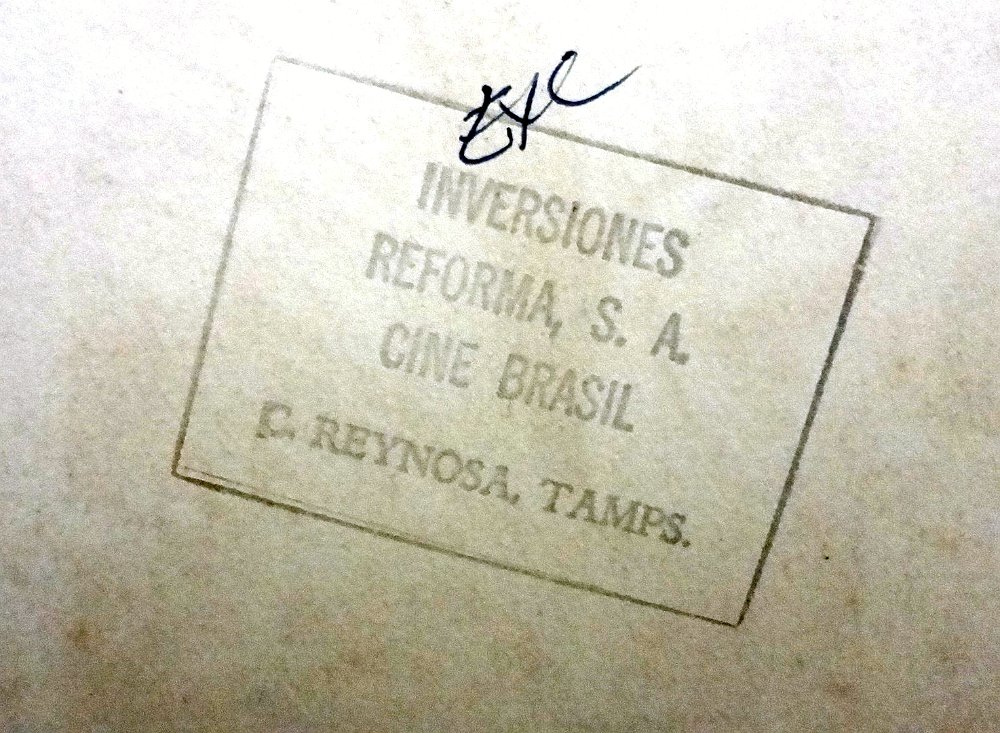 INVERSIONES
REFORMA, S. A.
CINE BRASIL
C. REYNOSA, TAMPS.